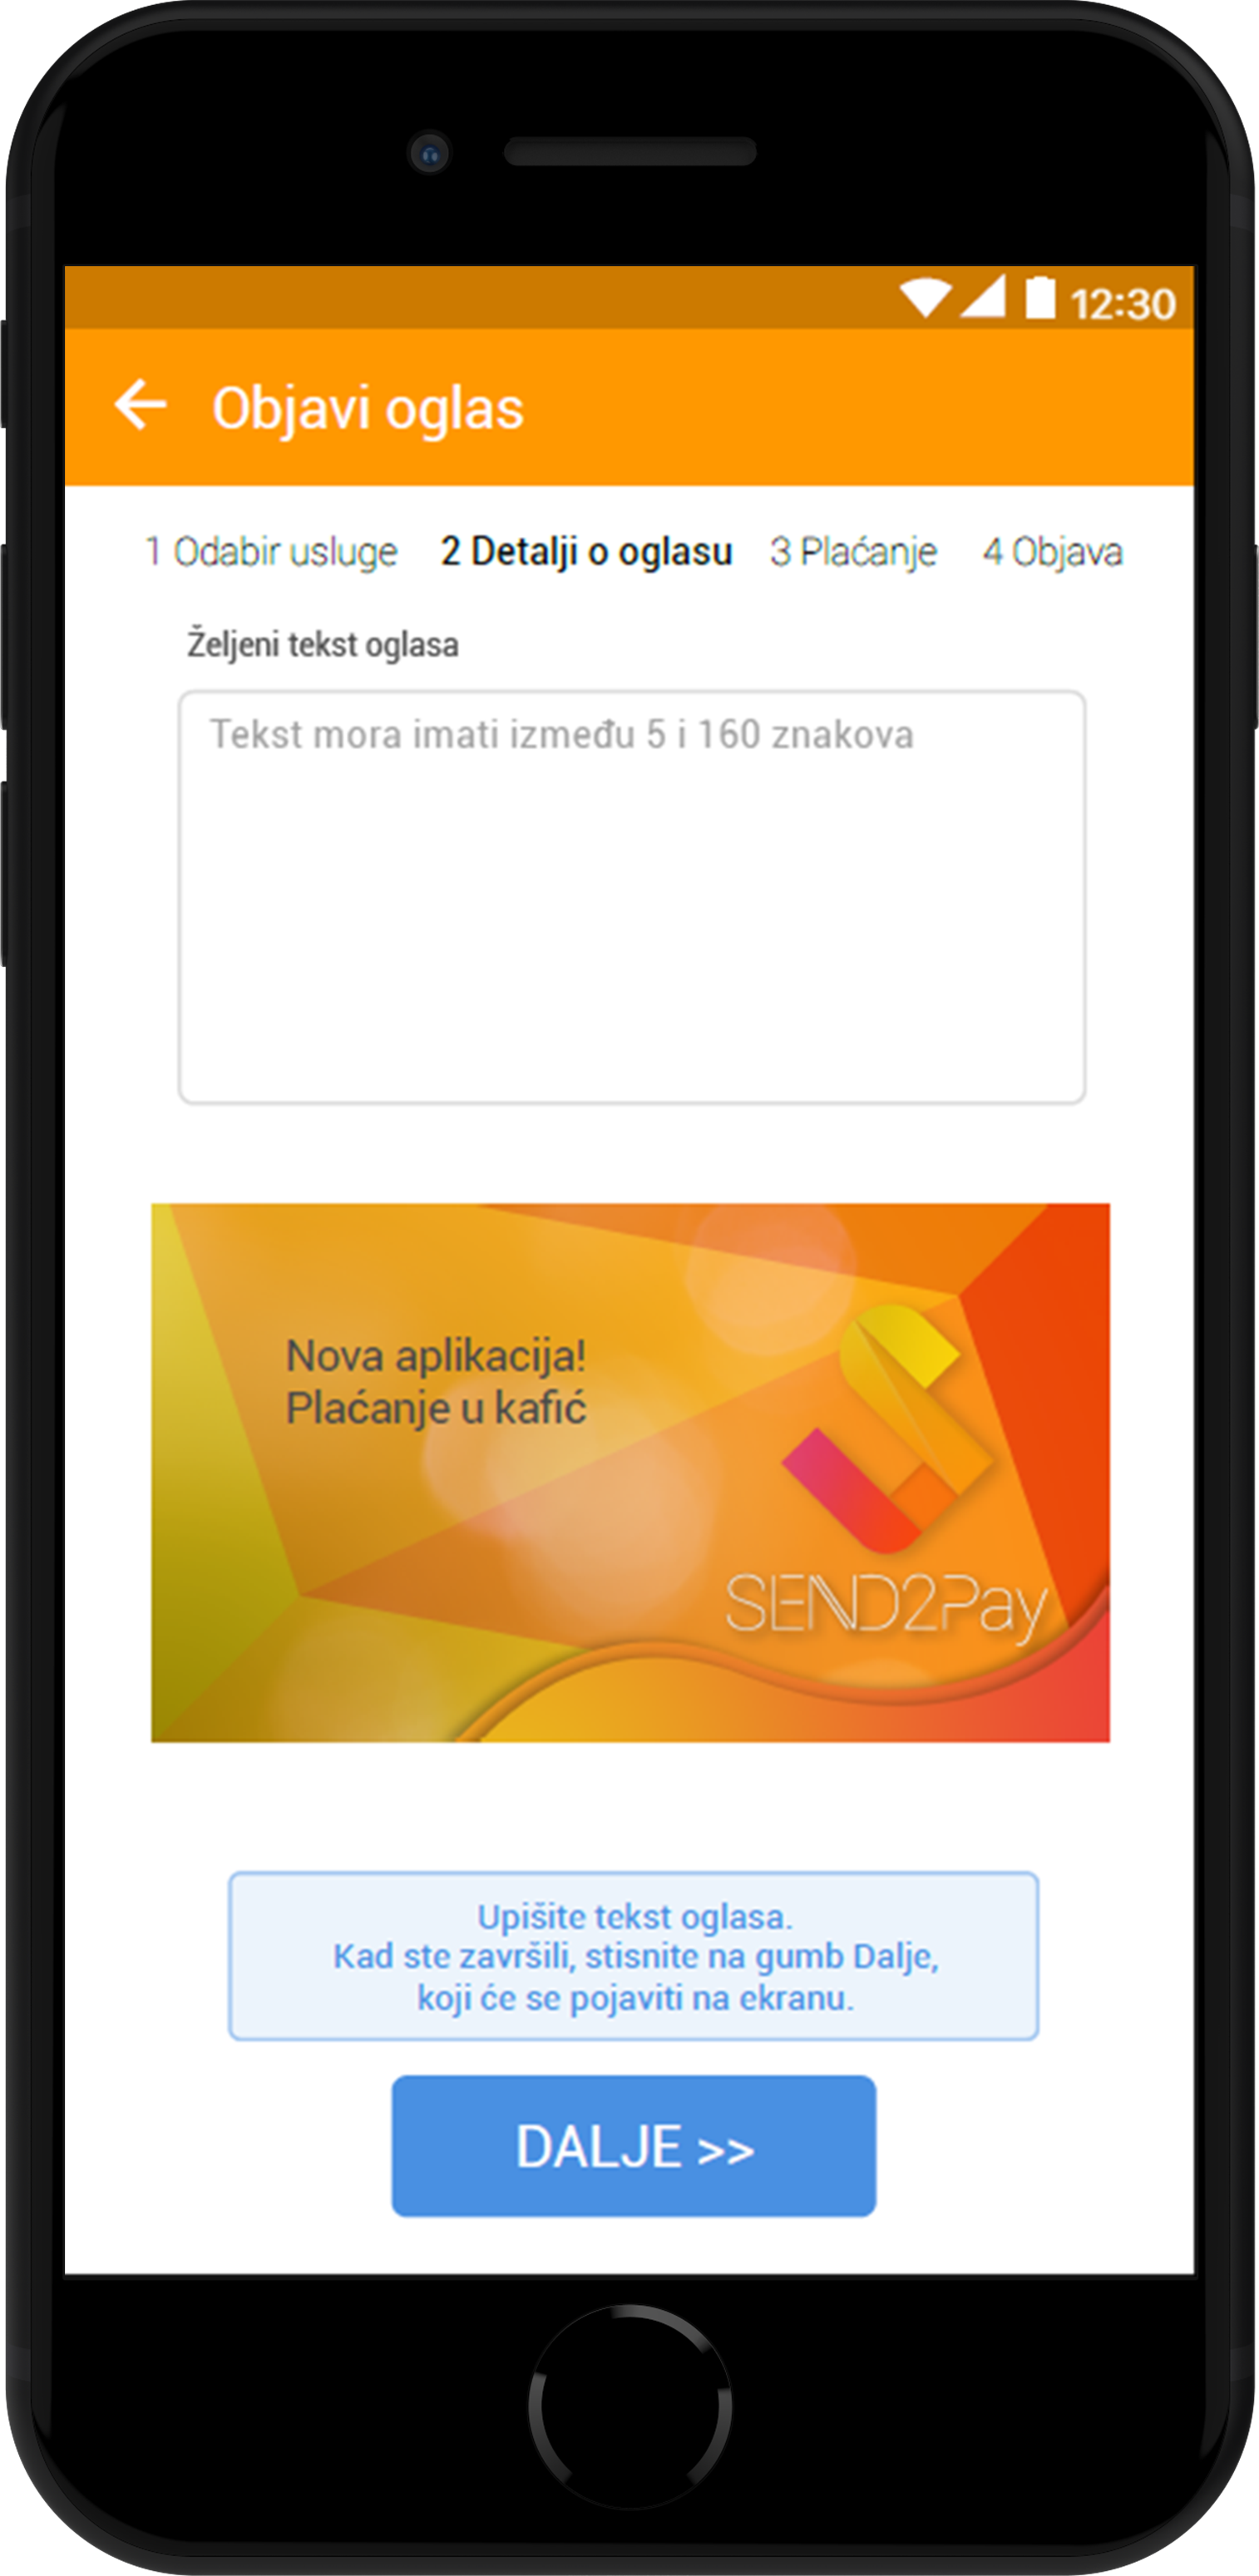 12:30
Objavi oglas
1 Odabir usluge 2 Detalji o oglasu 3 Plaćanje 4 Objava
Željeni tekst oglasa
Tekst mora imati između 5 i 160 znakova
Nova aplikacija!
Plaćanje u kafić
SEND2Pay
Upišite tekst oglasa.
Kad ste završili, stisnite na gumb Dalje,
koji će se pojaviti na ekranu.
DALJE >>